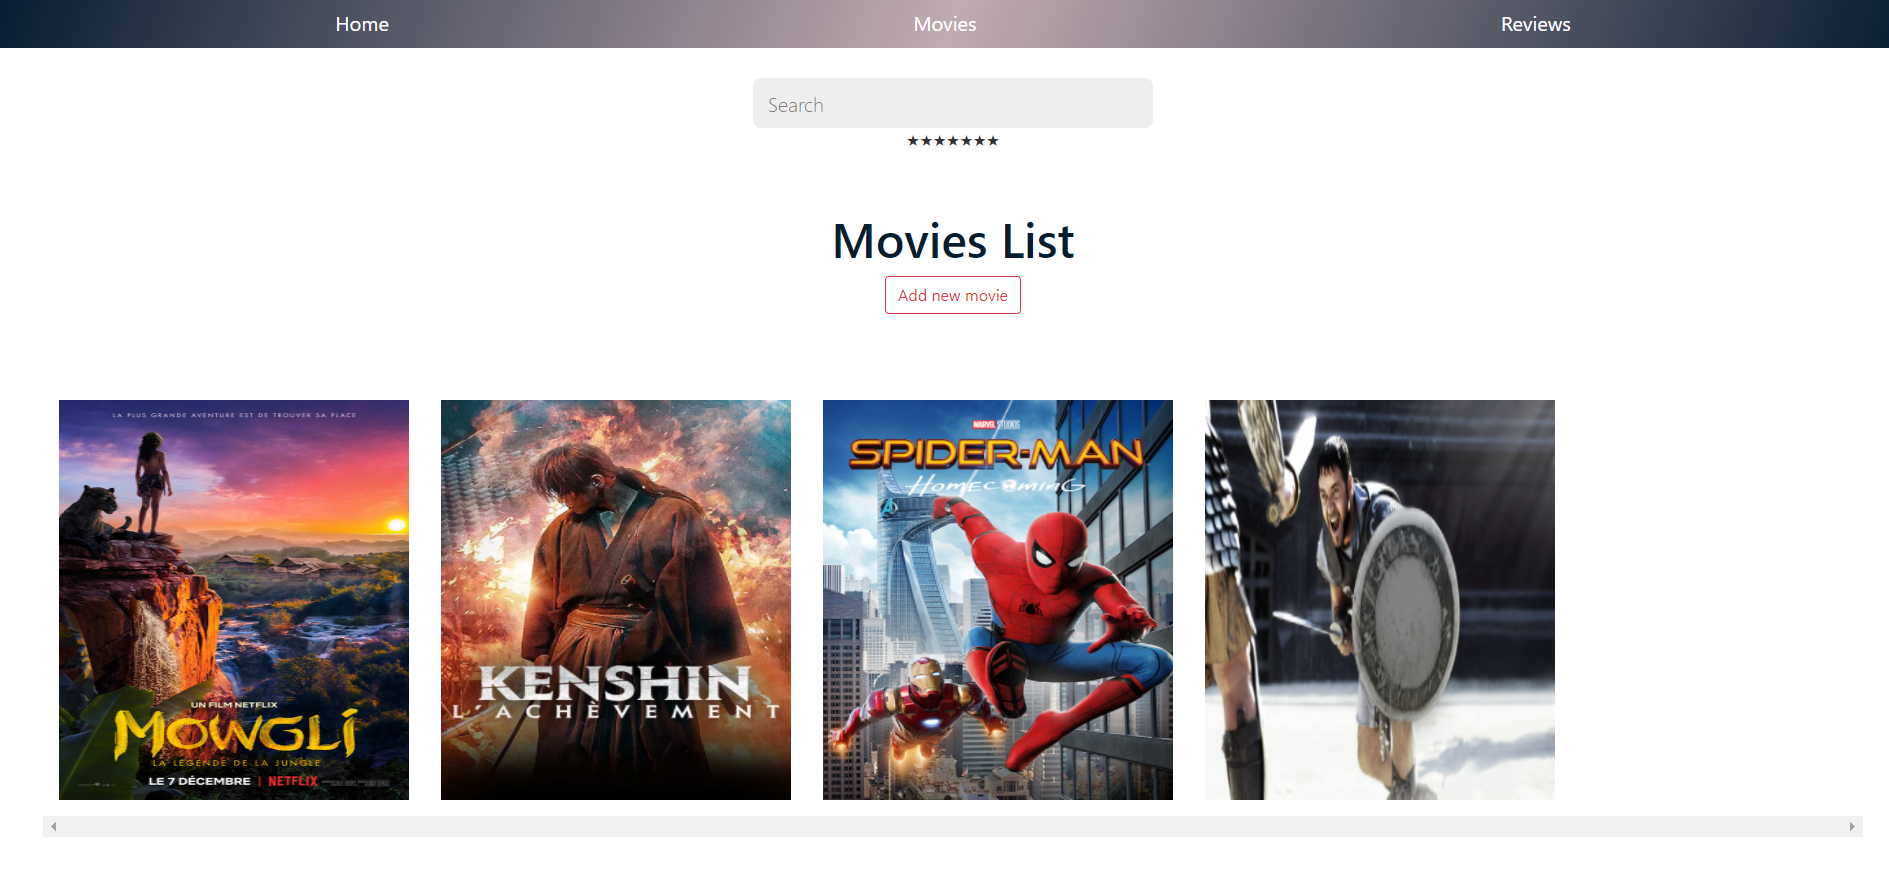 Home Movies Reviews
Search
★★★★★★★
Movies List
Add new movie
LA PLUS GRANDE AVENTURE EST DE TROUVER SA PLACE
UN FILM NETFLIX
MOWGLI
LA LÉGENDE DE LA JUNGLE
LE 7 DÉCEMBRE | NETFLIX
KENSHIN
L'ACHÈVEMENT
MARVEL STUDIOS
SPIDER-MAN
HOMECOMING